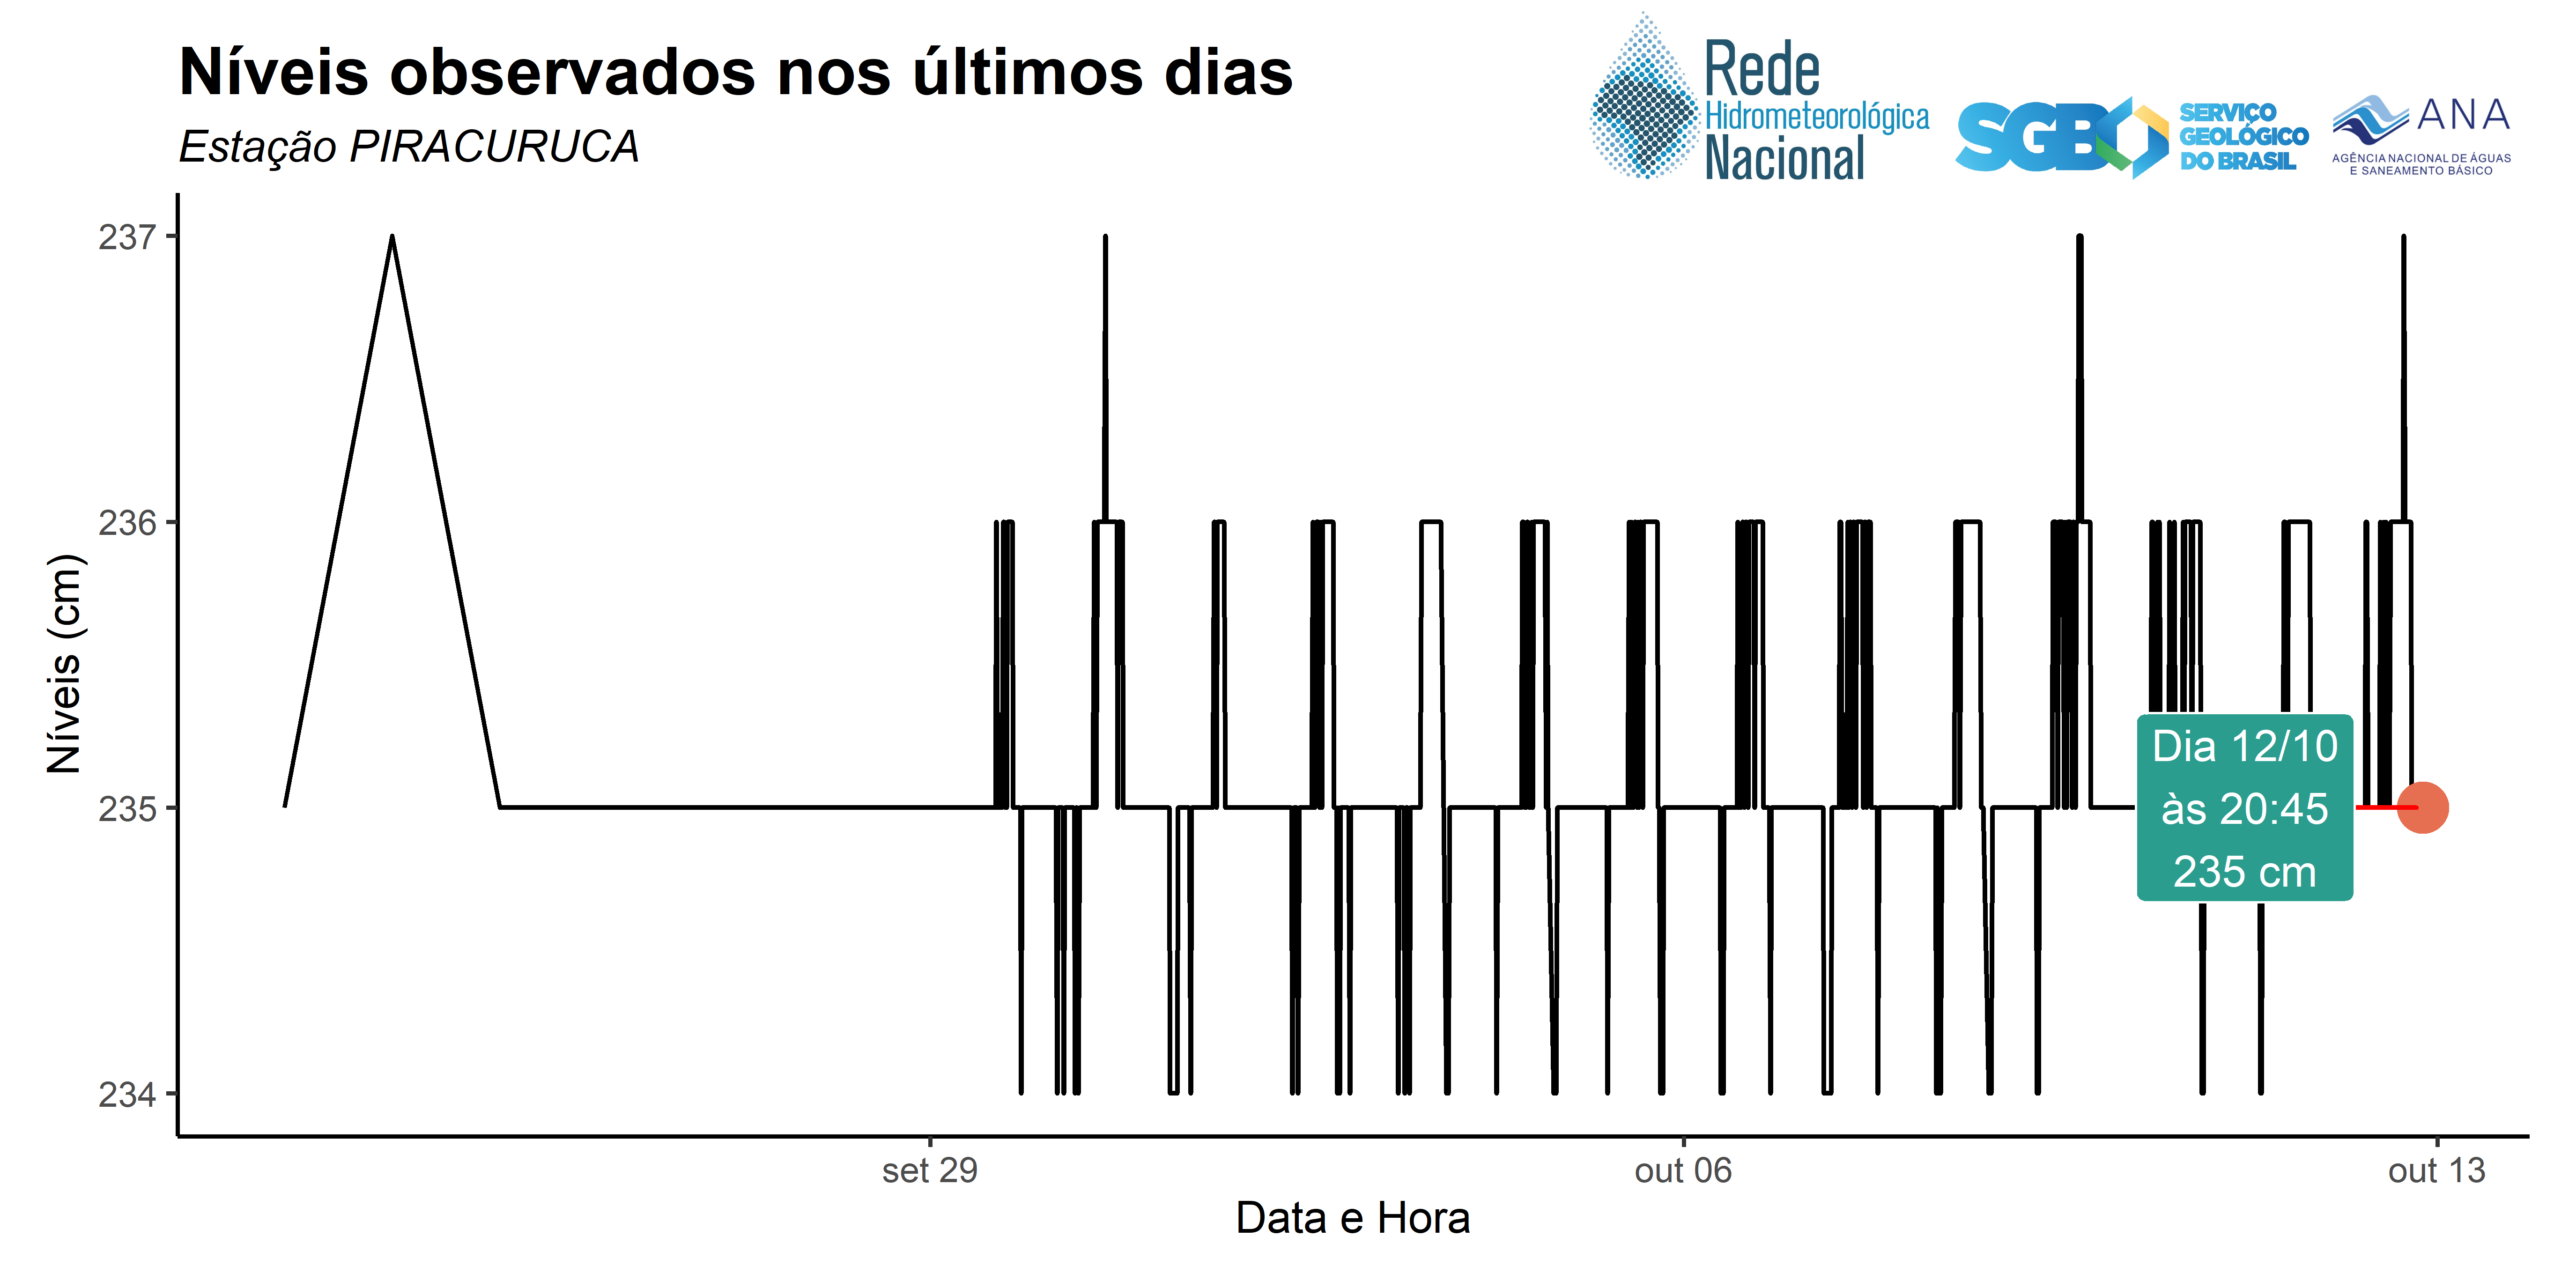 Níveis observados nos últimos dias
Estação PIRACURUCA
Rede
Hidrometeorológica
Nacional
SGB
SERVIÇO
GEOLÓGICO
DO BRASIL
ANA
AGÊNCIA NACIONAL DE ÁGUAS
E SANEAMENTO BÁSICO
237
236
235
234
Níveis (cm)
Dia 12/10
às 20:45
235 cm
set 29
out 06
out 13
Data e Hora